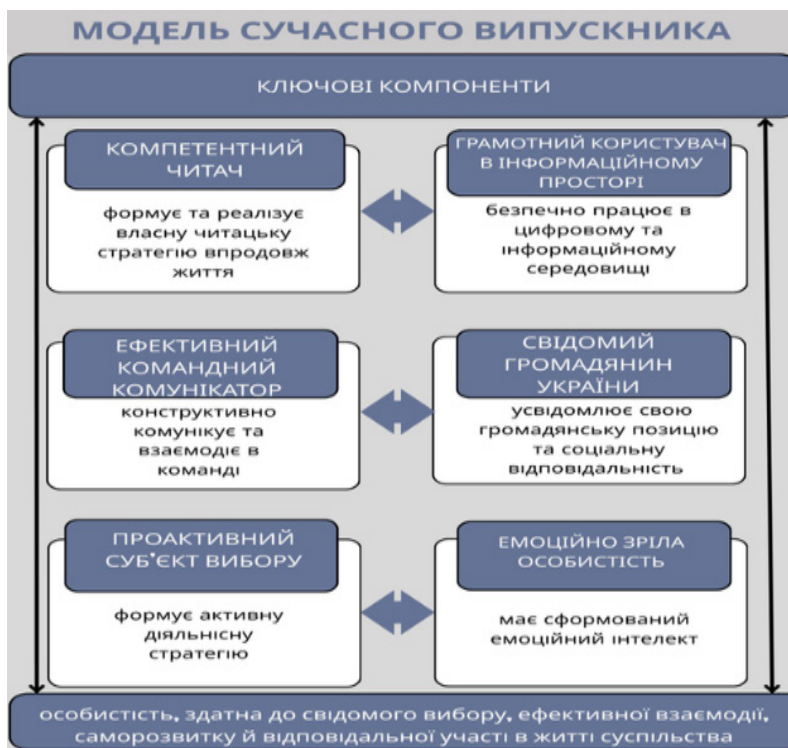 МОДЕЛЬ СУЧАСНОГО ВИПУСКНИКА
КЛЮЧОВІ КОМПОНЕНТИ
КОМПЕТЕНТНИЙ
ЧИТАЧ
формує та реалізує
власну читацьку
стратегію впродовж
життя
ГРАМОТНИЙ КОРИСТУВАЧ
В ІНФОРМАЦІЙНОМУ
ПРОСТОРІ
безпечно працює в
цифровому та
інформаційному
середовищі
ЕФЕКТИВНИЙ
КОМАНДНИЙ
КОМУНІКАТОР
конструктивно
комунікує та
взаємодіє в
команді
СВІДОМИЙ
ГРОМАДЯНИН
УКРАЇНИ
усвідомлює свою
громадянську позицію
та соціальну
відповідальність
ПРОАКТИВНИЙ
СУБ'ЄКТ ВИБОРУ
формує активну
діяльнісну
стратегію
ЕМОЦІЙНО ЗРІЛА
ОСОБИСТІСТЬ
має сформований
емоційний інтелект
особистість, здатна до свідомого вибору, ефективної взаємодії,
саморозвитку й відповідальної участі в житті суспільства